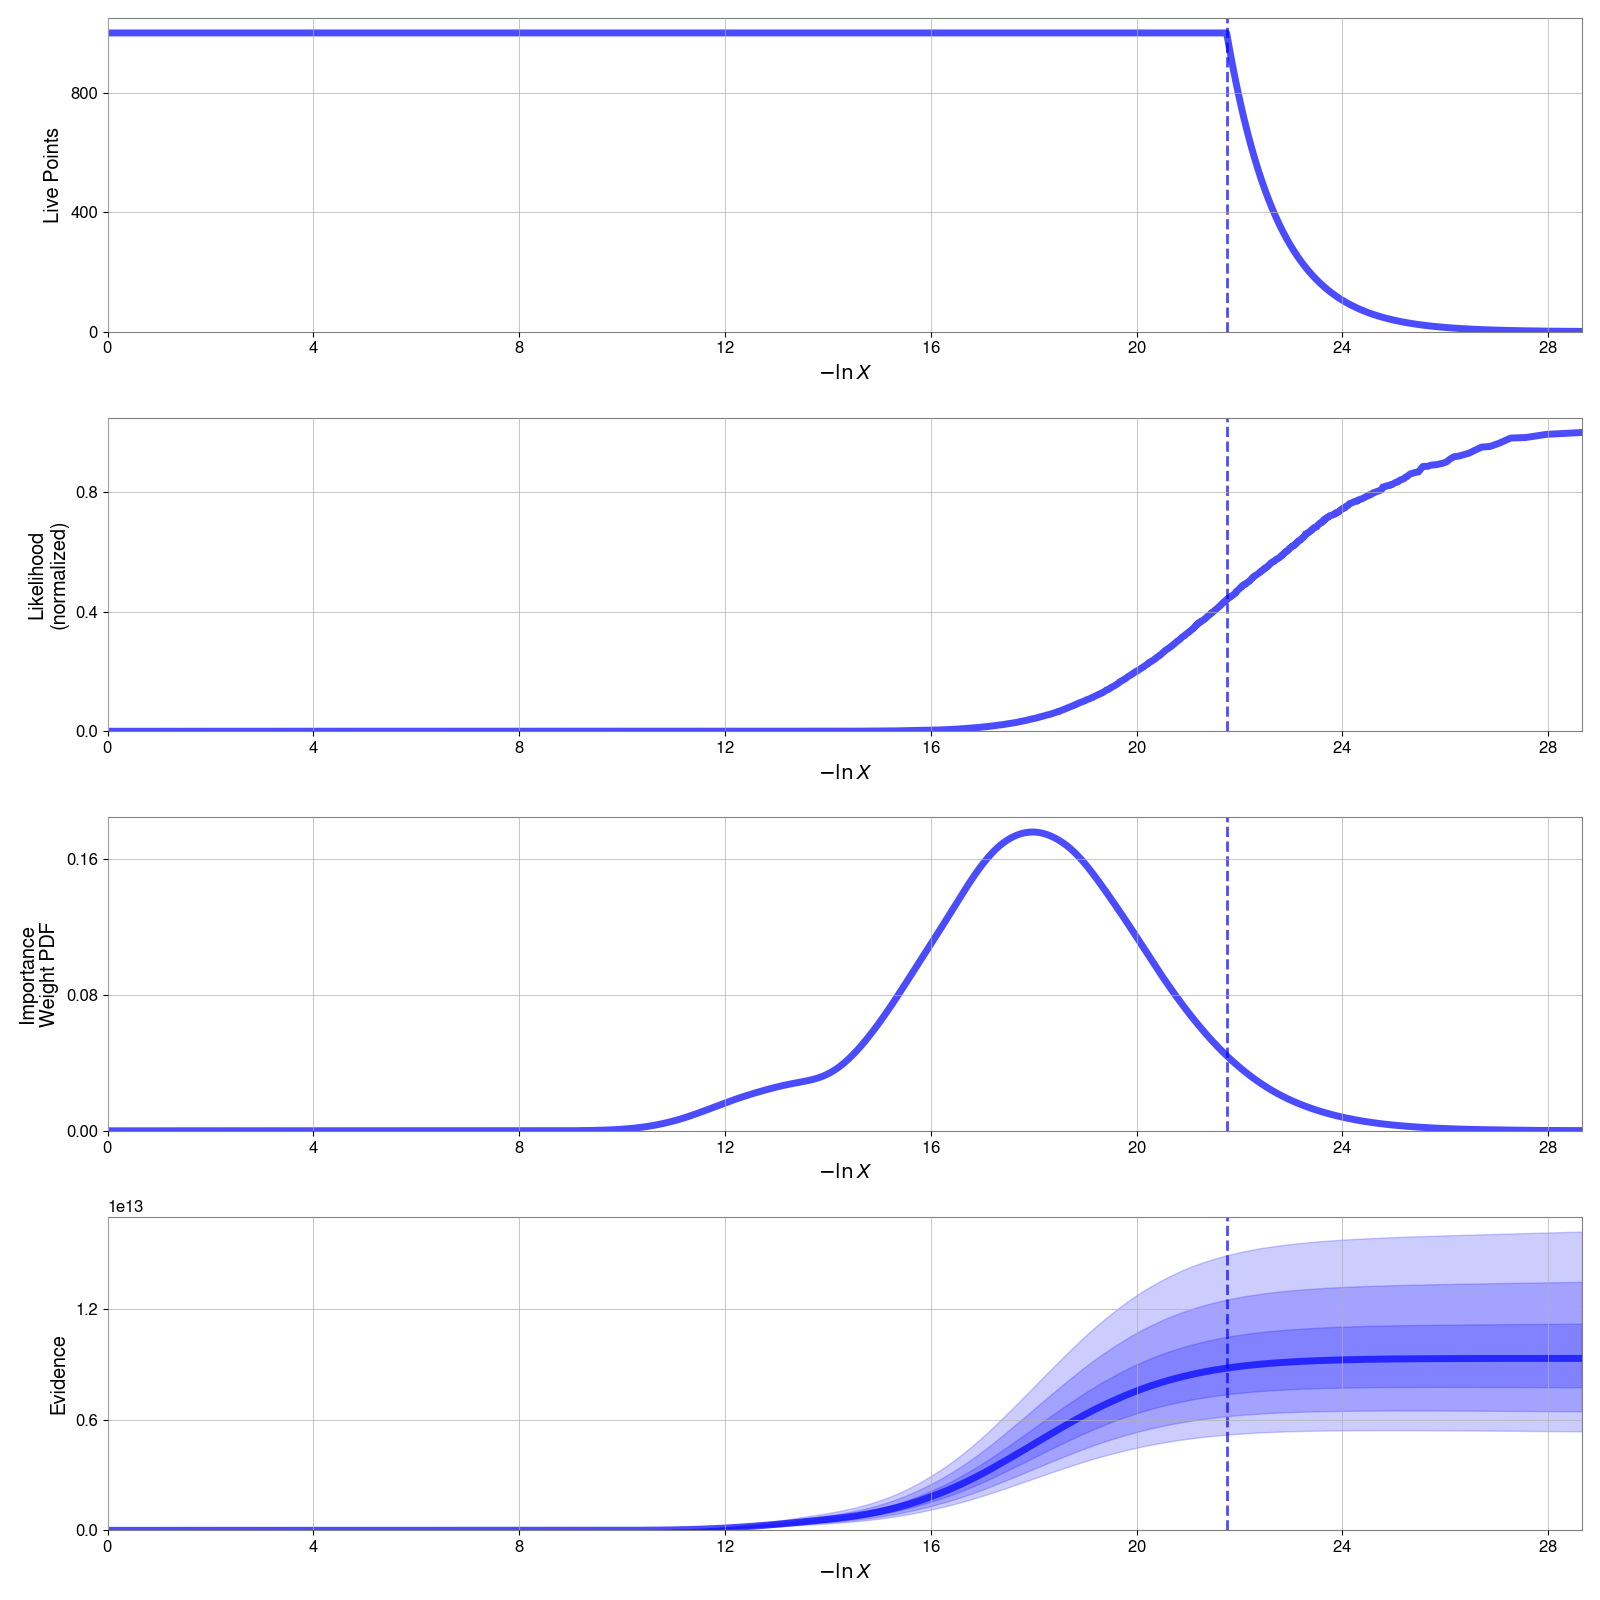 800
400
0
Live Points
0 4 8 12 16 20 24 28
−ln X
0.8
0.4
0.0
Likelihood
(normalized)
0 4 8 12 16 20 24 28
−ln X
0.16
0.08
0.00
Importance
Weight PDF
0 4 8 12 16 20 24 28
−ln X
1e13
1.2
0.6
0.0
Evidence
0 4 8 12 16 20 24 28
−ln X